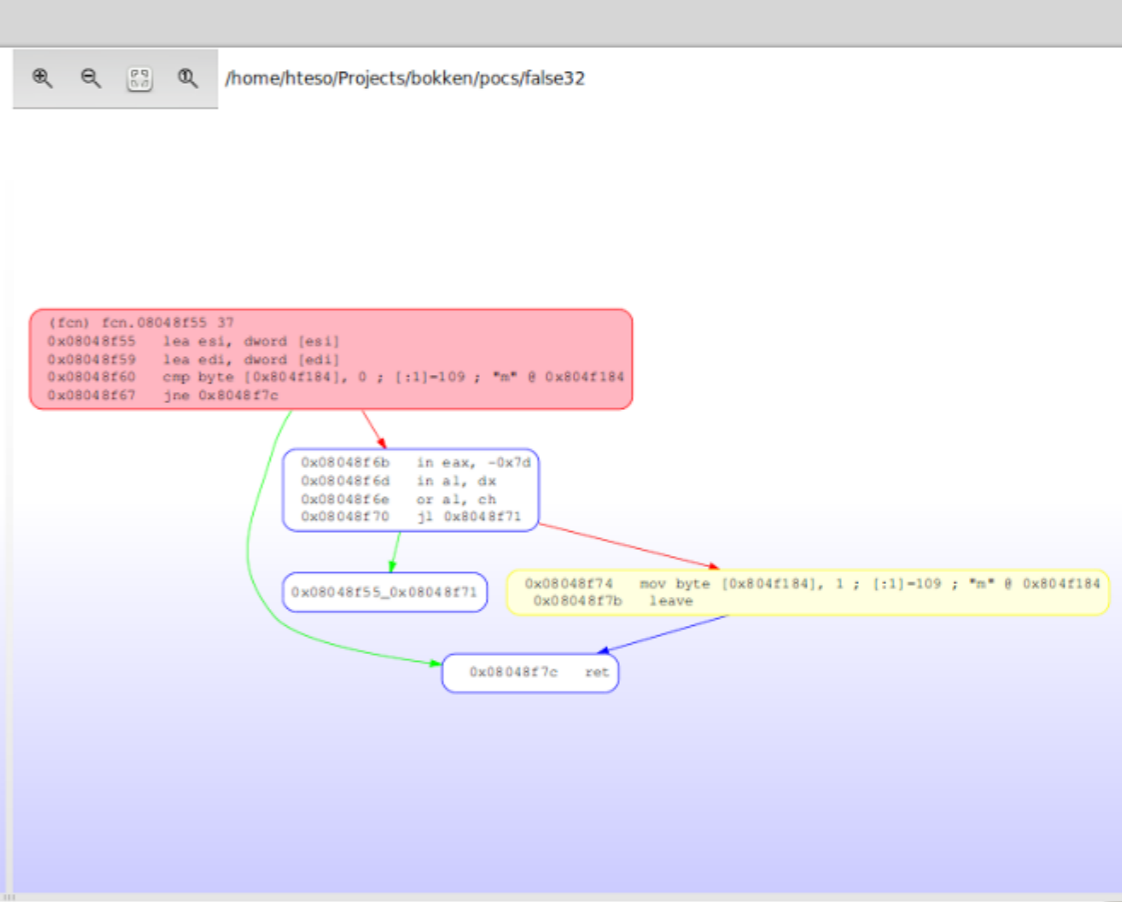 /home/hteso/Projects/bokken/pocs/false32
(fcn) fcn.08048f55 37
0x08048f55 lea esi, dword [esi]
0x08048f59 lea edi, dword [edi]
0x08048f60 cmp byte [0x804f184], 0 ; [:1]=109 ; "m" @ 0x804f184
0x08048f67 jne 0x8048f7c
0x08048f6b in eax, -0x7d
0x08048f6d in al, dx
0x08048f6e or al, ch
0x08048f70 jl 0x8048f71
0x08048f55_0x08048f71
0x08048f74 mov byte [0x804f184], 1 ; [:1]=109 ; "m" @ 0x804f184
0x08048f7b leave
0x08048f7c ret